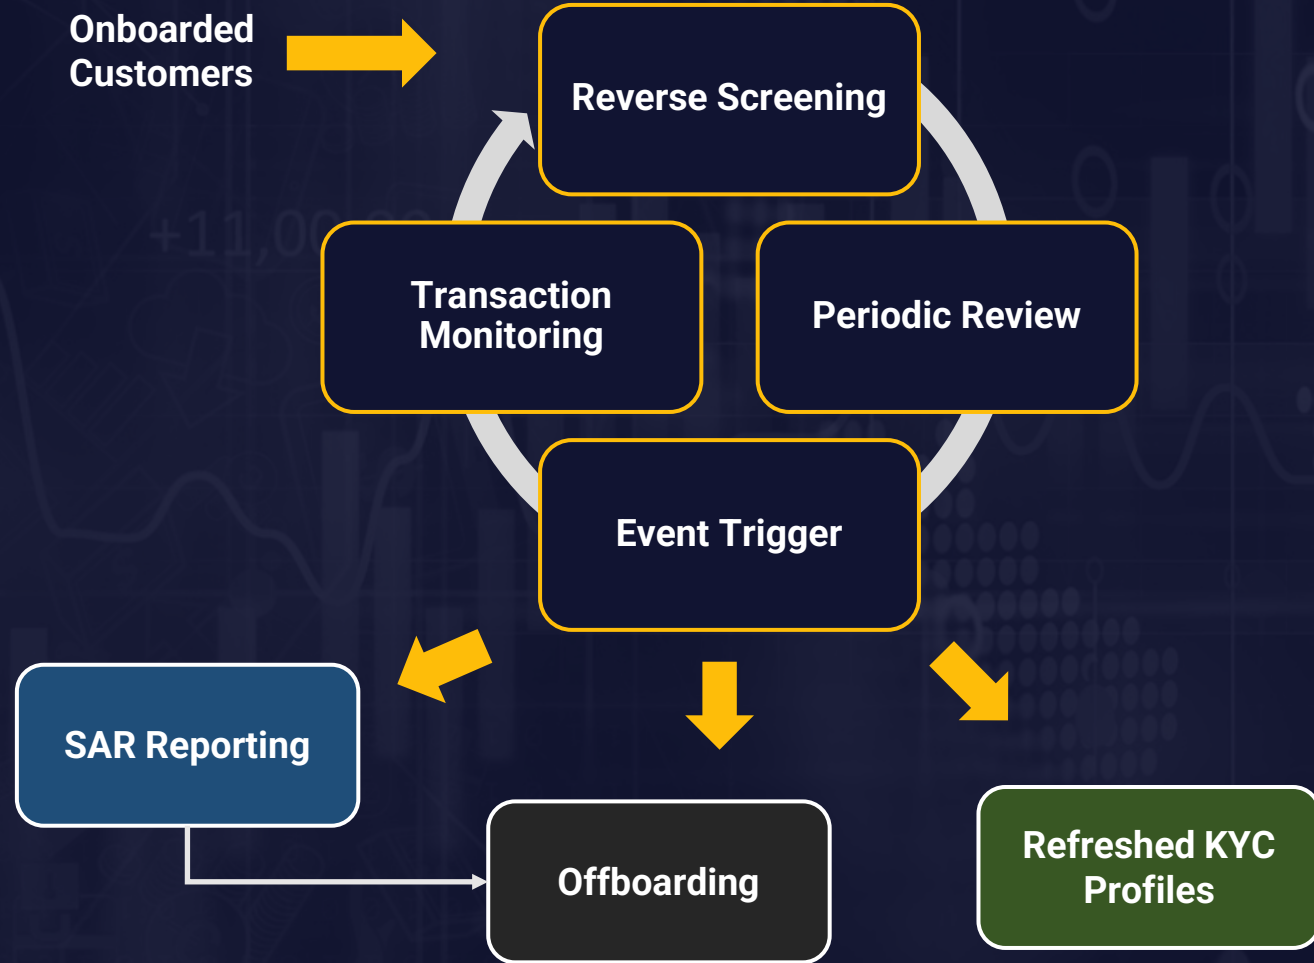 Onboarded
Customers
Reverse Screening
Transaction
Monitoring
Periodic Review
Event Trigger
SAR Reporting
Offboarding
Refreshed KYC
Profiles